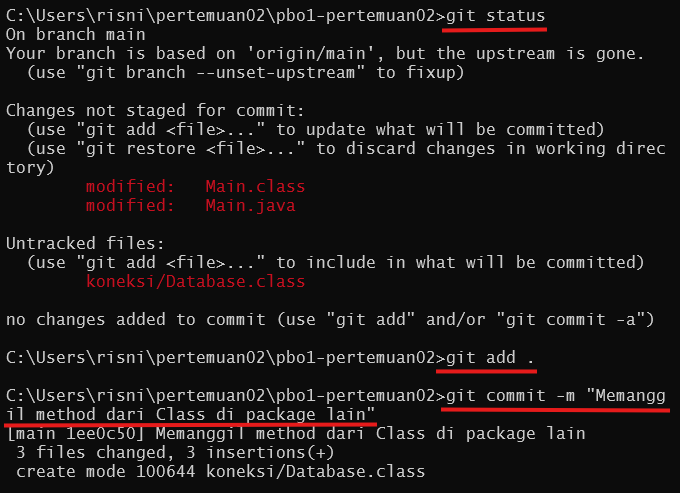 C:\Users\risni\pertemuan02\pbo1-pertemuan02>git status
On branch main
Your branch is based on 'origin/main', but the upstream is gone.
  (use "git branch --unset-upstream" to fixup)

Changes not staged for commit:
  (use "git add <file>..." to update what will be committed)
  (use "git restore <file>..." to discard changes in working direc
tory)
        modified:   Main.class
        modified:   Main.java

Untracked files:
  (use "git add <file>..." to include in what will be committed)
        koneksi/Database.class

no changes added to commit (use "git add" and/or "git commit -a")

C:\Users\risni\pertemuan02\pbo1-pertemuan02>git add .

C:\Users\risni\pertemuan02\pbo1-pertemuan02>git commit -m "Memangg
il method dari Class di package lain"
[main 1ee0c50] Memanggil method dari Class di package lain
 3 files changed, 3 insertions(+)
 create mode 100644 koneksi/Database.class